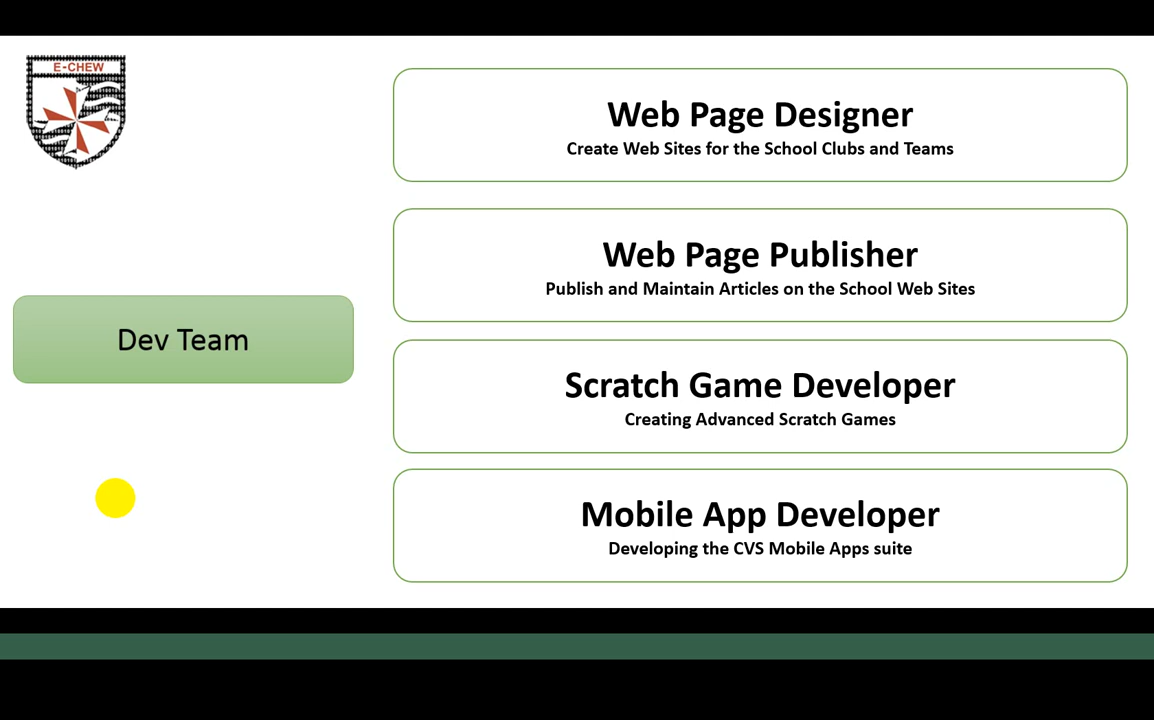 E-CHEW
Web Page Designer
Create Web Sites for the School Clubs and Teams
Web Page Publisher
Publish and Maintain Articles on the School Web Sites
Dev Team
Scratch Game Developer
Creating Advanced Scratch Games
Mobile App Developer
Developing the CVS Mobile Apps suite